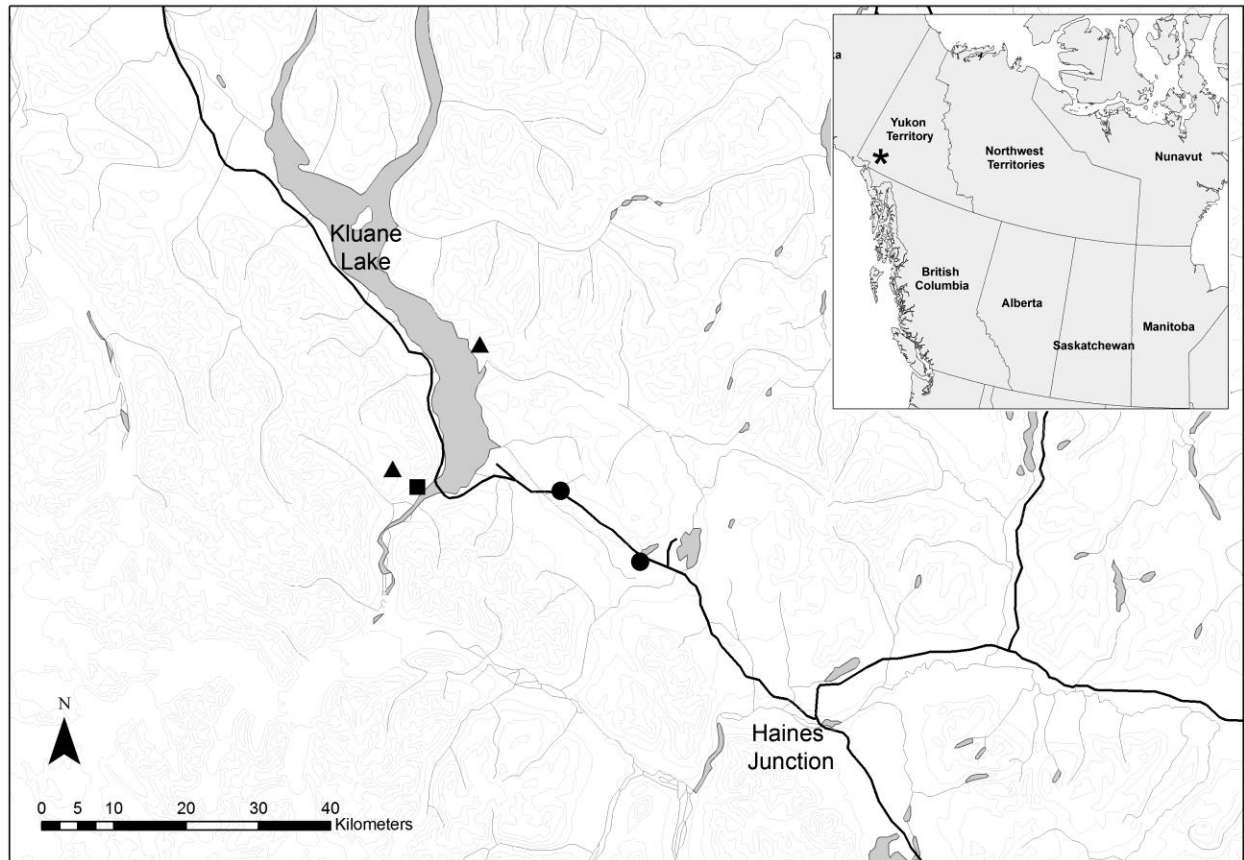 ka
Yukon
Territory
Northwest
Territories
Nunavut
*
British
Columbia
Alberta
Saskatchewan
Manitoba
Kluane
Lake
Haines
Junction
N
0 5 10 20 30 40
Kilometers